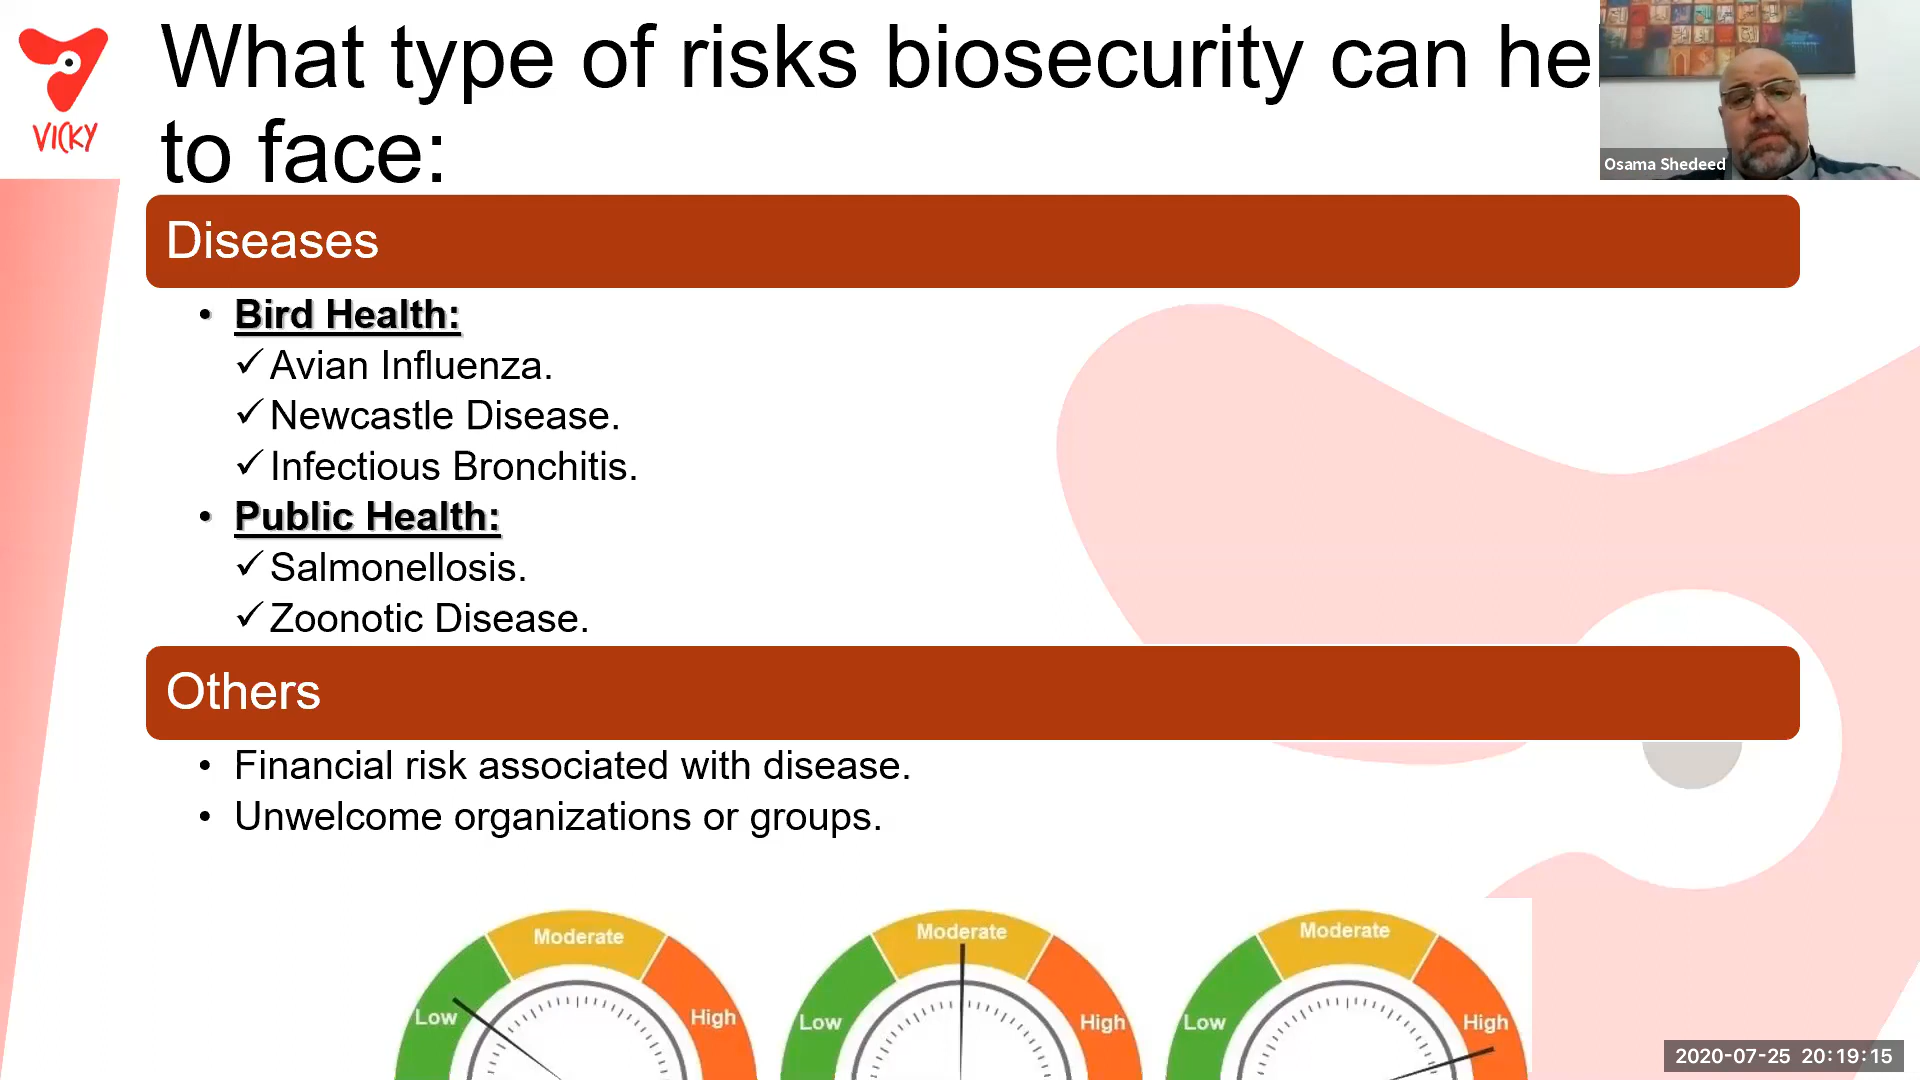 What type of risks biosecurity can he
to face:
VICKY
Osama Shedeed
Diseases
• Bird Health:
✓ Avian Influenza.
✓ Newcastle Disease.
✓ Infectious Bronchitis.
• Public Health:
✓ Salmonellosis.
✓ Zoonotic Disease.
Others
• Financial risk associated with disease.
• Unwelcome organizations or groups.
Low Moderate High
Low Moderate High
Low Moderate High
2020-07-25 20:19:15